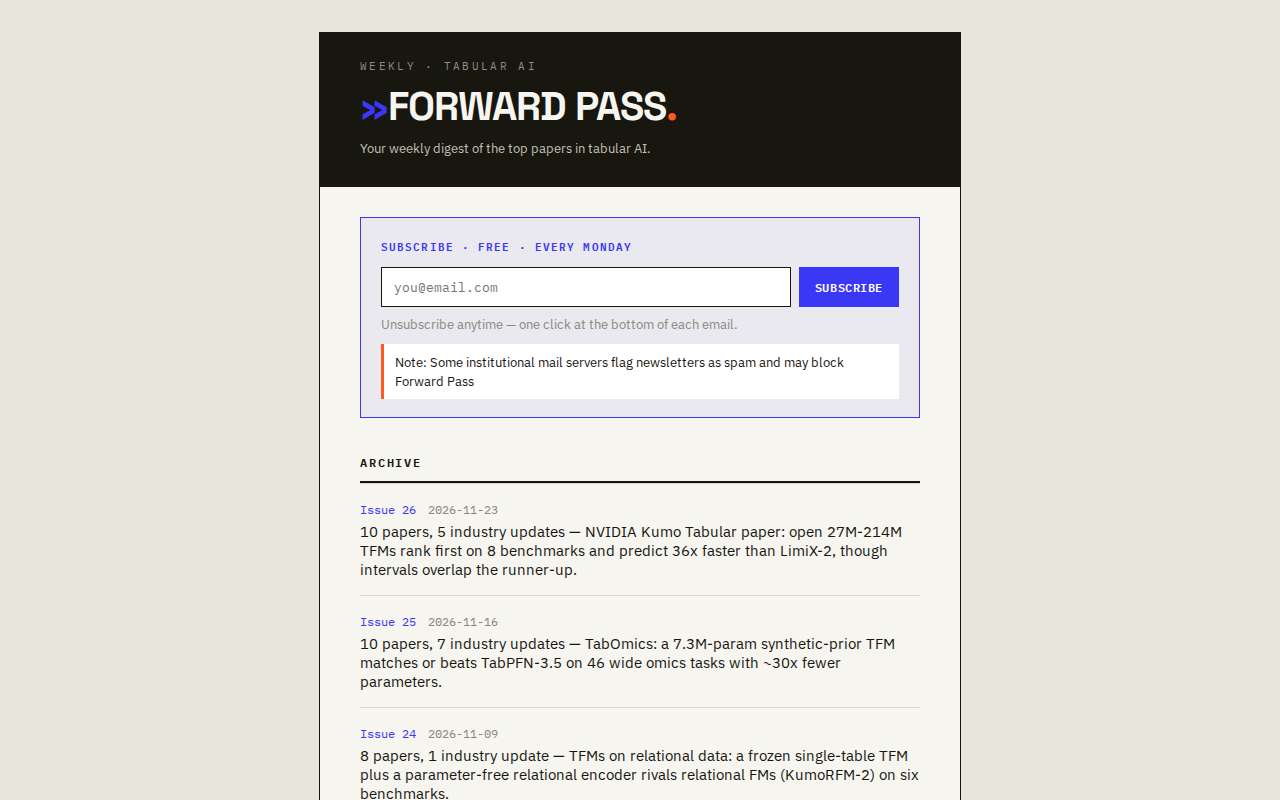 WEEKLY · TABULAR AI
»FORWARD PASS.
Your weekly digest of the top papers in tabular AI.
SUBSCRIBE · FREE · EVERY MONDAY
you@email.com
SUBSCRIBE
Unsubscribe anytime — one click at the bottom of each email.
Note: Some institutional mail servers flag newsletters as spam and may block
Forward Pass
ARCHIVE
Issue 26 2026-11-23
10 papers, 5 industry updates — NVIDIA Kumo Tabular paper: open 27M-214M
TFMs rank first on 8 benchmarks and predict 36x faster than LimiX-2, though
intervals overlap the runner-up.
Issue 25 2026-11-16
10 papers, 7 industry updates — TabOmics: a 7.3M-param synthetic-prior TFM
matches or beats TabPFN-3.5 on 46 wide omics tasks with ~30x fewer
parameters.
Issue 24 2026-11-09
8 papers, 1 industry update — TFMs on relational data: a frozen single-table TFM
plus a parameter-free relational encoder rivals relational FMs (KumoRFM-2) on six
benchmarks.